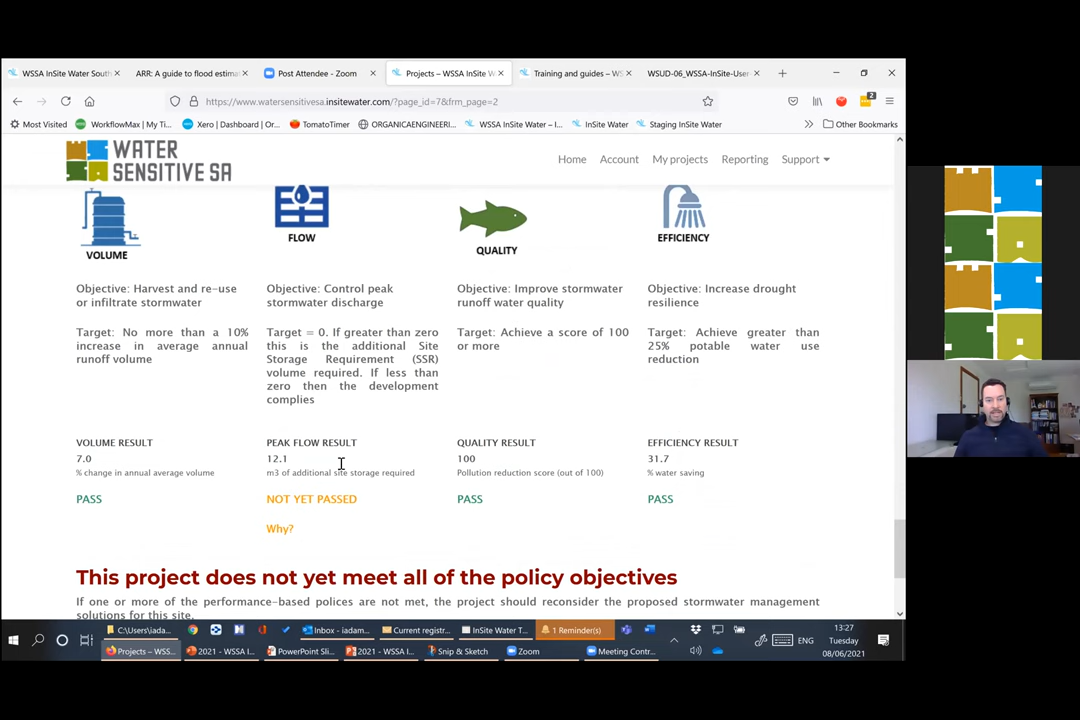 WSSA InSite Water South
ARR: A guide to flood estimat
Post Attendee - Zoom
Projects – WSSA InSite W
Training and guides – WS
WSUD-06_WSSA-InSite-User-
https://www.watersensitivesa.insitewater.com/?page_id=7&frm_page=2
2
Most Visited
WorkflowMax | My Ti...
Xero | Dashboard | Or...
TomatoTimer
ORGANICAENGINEERI...
WSSA InSite Water – I...
InSite Water
Staging InSite Water
Other Bookmarks
WATER
SENSITIVE SA
Home Account My projects Reporting Support
VOLUME
FLOW
QUALITY
EFFICIENCY
Objective: Harvest and re-use
or infiltrate stormwater
Target: No more than a 10%
increase in average annual
runoff volume
Objective: Control peak
stormwater discharge
Target = 0. If greater than zero
this is the additional Site
Storage Requirement (SSR)
volume required. If less than
zero then the development
complies
Objective: Improve stormwater
runoff water quality
Target: Achieve a score of 100
or more
Objective: Increase drought
resilience
Target: Achieve greater than
25% potable water use
reduction
VOLUME RESULT
7.0
% change in annual average volume
PASS
PEAK FLOW RESULT
12.1
m3 of additional site storage required
NOT YET PASSED
Why?
QUALITY RESULT
100
Pollution reduction score (out of 100)
PASS
EFFICIENCY RESULT
31.7
% water saving
PASS
This project does not yet meet all of the policy objectives
If one or more of the performance-based polices are not met, the project should reconsider the proposed stormwater management
solutions for this site.
C:\Users\iada...
Inbox - iadam...
Current registr...
InSite Water T...
1 Reminder(s)
ENG
13:27
Tuesday
08/06/2021
Projects – WSS...
2021 - WSSA I...
PowerPoint Sli...
2021 - WSSA I...
Snip & Sketch
Zoom
Meeting Contr...